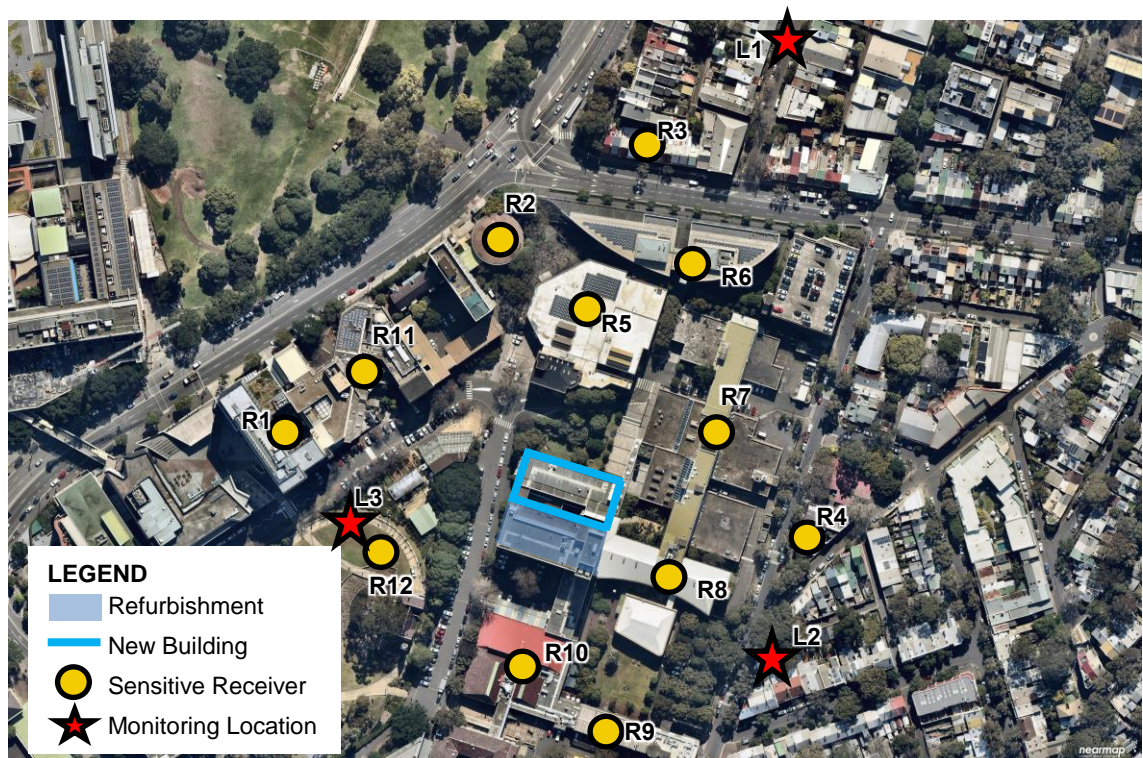 L1
R3
R2
R6
R5
R11
R7
R1
L3
R4
R12
R8
L2
R10
R9
LEGEND
Refurbishment
New Building
Sensitive Receiver
Monitoring Location
nearmap